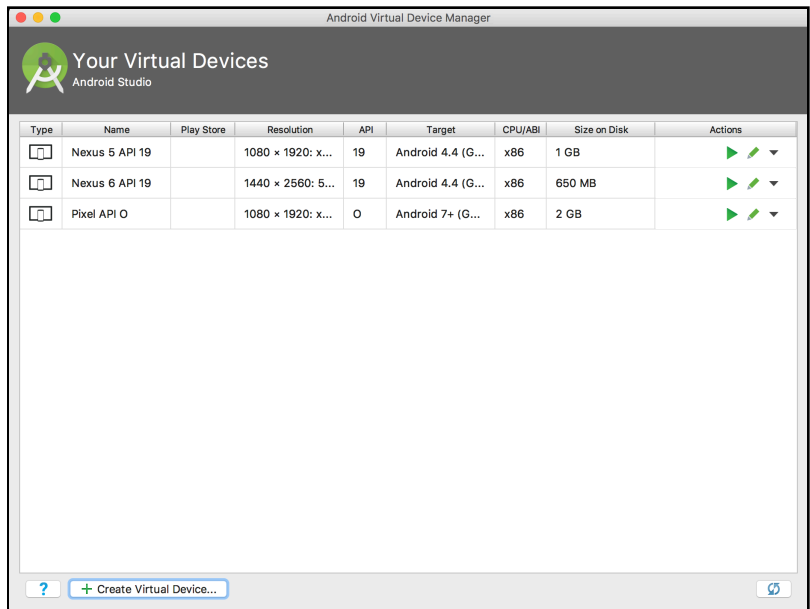 Android Virtual Device Manager
Your Virtual Devices
Android Studio
Type Name Play Store Resolution API Target CPU/ABI Size on Disk Actions
Nexus 5 API 19 1080 × 1920: x... 19 Android 4.4 (G... x86 1 GB
Nexus 6 API 19 1440 × 2560: 5... 19 Android 4.4 (G... x86 650 MB
Pixel API O 1080 × 1920: x... O Android 7+ (G... x86 2 GB
? + Create Virtual Device...